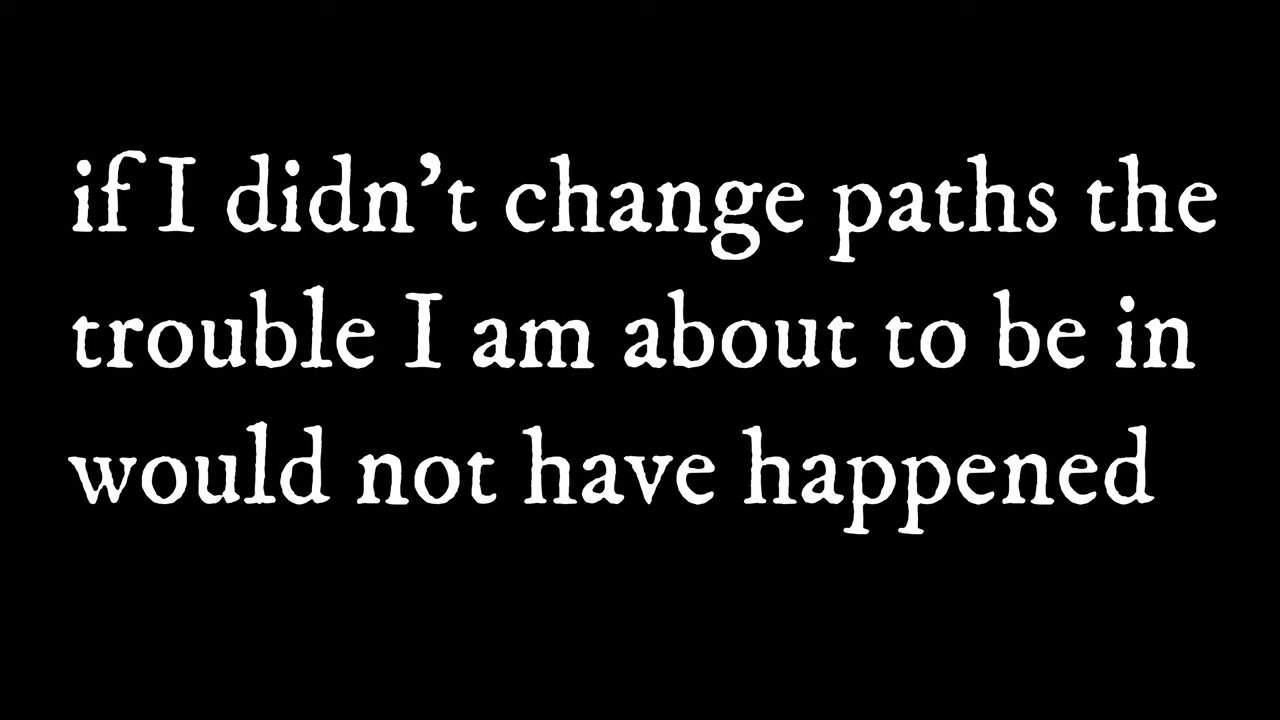 if I didn’t change paths the
trouble I am about to be in
would not have happened